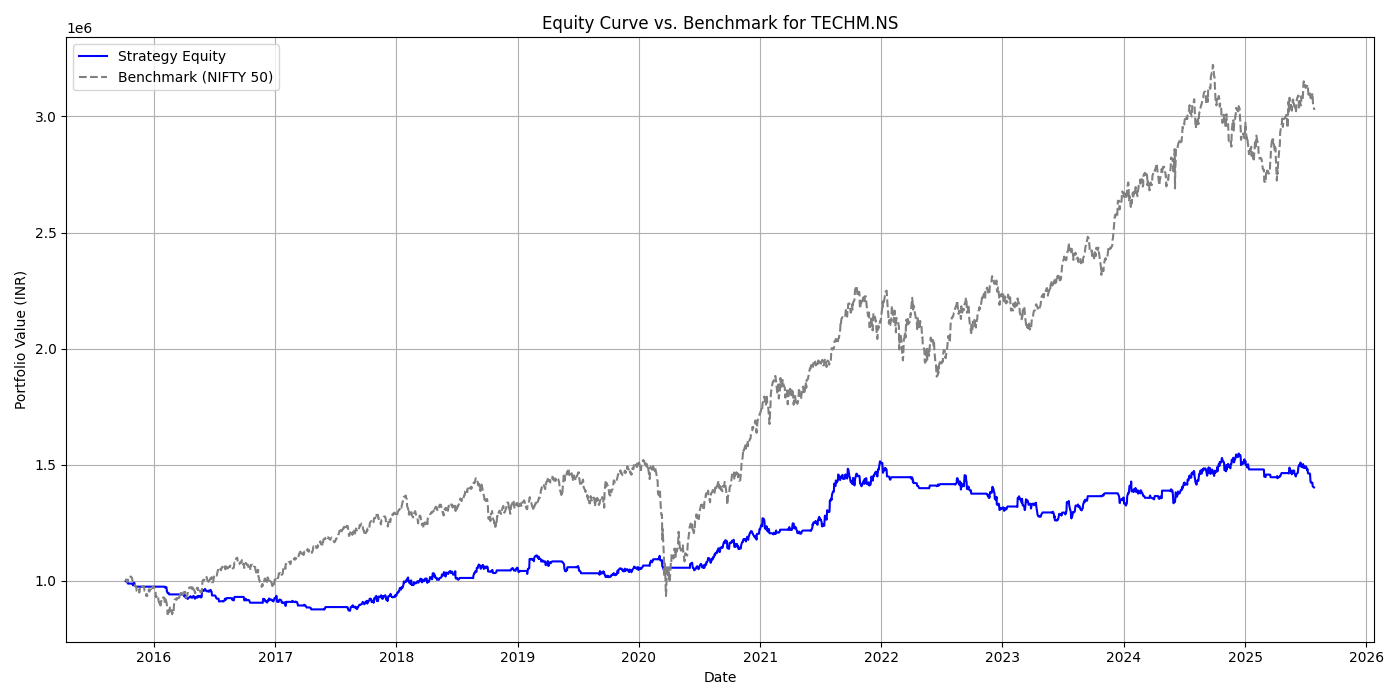 Equity Curve vs. Benchmark for TECHM.NS
1e6
Strategy Equity
Benchmark (NIFTY 50)
3.0
2.5
2.0
1.5
1.0
Portfolio Value (INR)
2016 2017 2018 2019 2020 2021 2022 2023 2024 2025 2026
Date